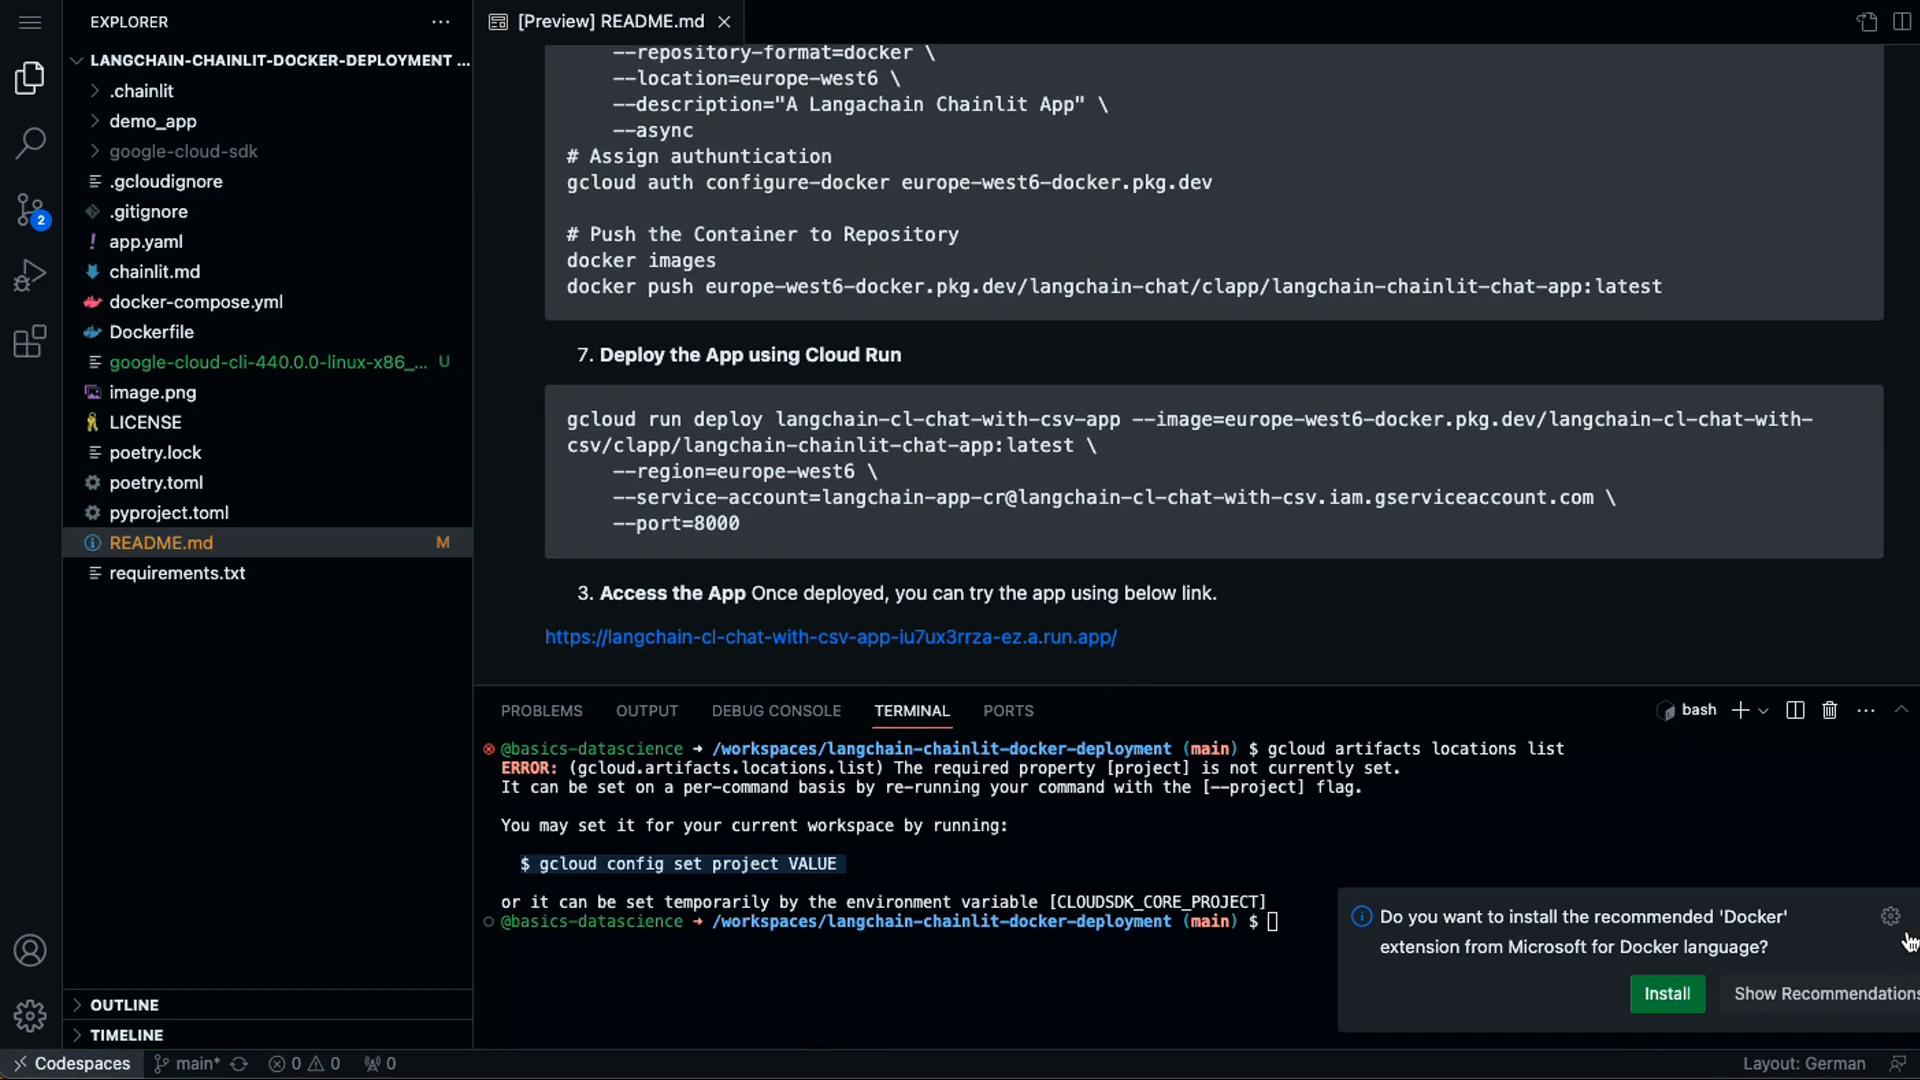 EXPLORER
LANGCHAIN-CHAINLIT-DOCKER-DEPLOYMENT ...
.chainlit
demo_app
google-cloud-sdk
.gcloudignore
.gitignore
app.yaml
chainlit.md
docker-compose.yml
Dockerfile
google-cloud-cli-440.0.0-linux-x86_... U
image.png
LICENSE
poetry.lock
poetry.toml
pyproject.toml
README.md M
requirements.txt
OUTLINE
TIMELINE
2
[Preview] README.md
--repository-format=docker \
--location=europe-west6 \
--description="A Langachain Chainlit App" \
--async
# Assign authuntication
gcloud auth configure-docker europe-west6-docker.pkg.dev
# Push the Container to Repository
docker images
docker push europe-west6-docker.pkg.dev/langchain-chat/clapp/langchain-chainlit-chat-app:latest
7. Deploy the App using Cloud Run
gcloud run deploy langchain-cl-chat-with-csv-app --image=europe-west6-docker.pkg.dev/langchain-cl-chat-with-
csv/clapp/langchain-chainlit-chat-app:latest \
--region=europe-west6 \
--service-account=langchain-app-cr@langchain-cl-chat-with-csv.iam.gserviceaccount.com \
--port=8000
3. Access the App Once deployed, you can try the app using below link.
https://langchain-cl-chat-with-csv-app-iu7ux3rrza-ez.a.run.app/
PROBLEMS OUTPUT DEBUG CONSOLE TERMINAL PORTS
bash
@basics-datascience → /workspaces/langchain-chainlit-docker-deployment (main) $ gcloud artifacts locations list
ERROR: (gcloud.artifacts.locations.list) The required property [project] is not currently set.
It can be set on a per-command basis by re-running your command with the [--project] flag.
You may set it for your current workspace by running:
$ gcloud config set project VALUE
or it can be set temporarily by the environment variable [CLOUDSDK_CORE_PROJECT]
@basics-datascience → /workspaces/langchain-chainlit-docker-deployment (main) $
Do you want to install the recommended 'Docker'
extension from Microsoft for Docker language?
Install Show Recommendations
Codespaces main* 0 0 0 Layout: German